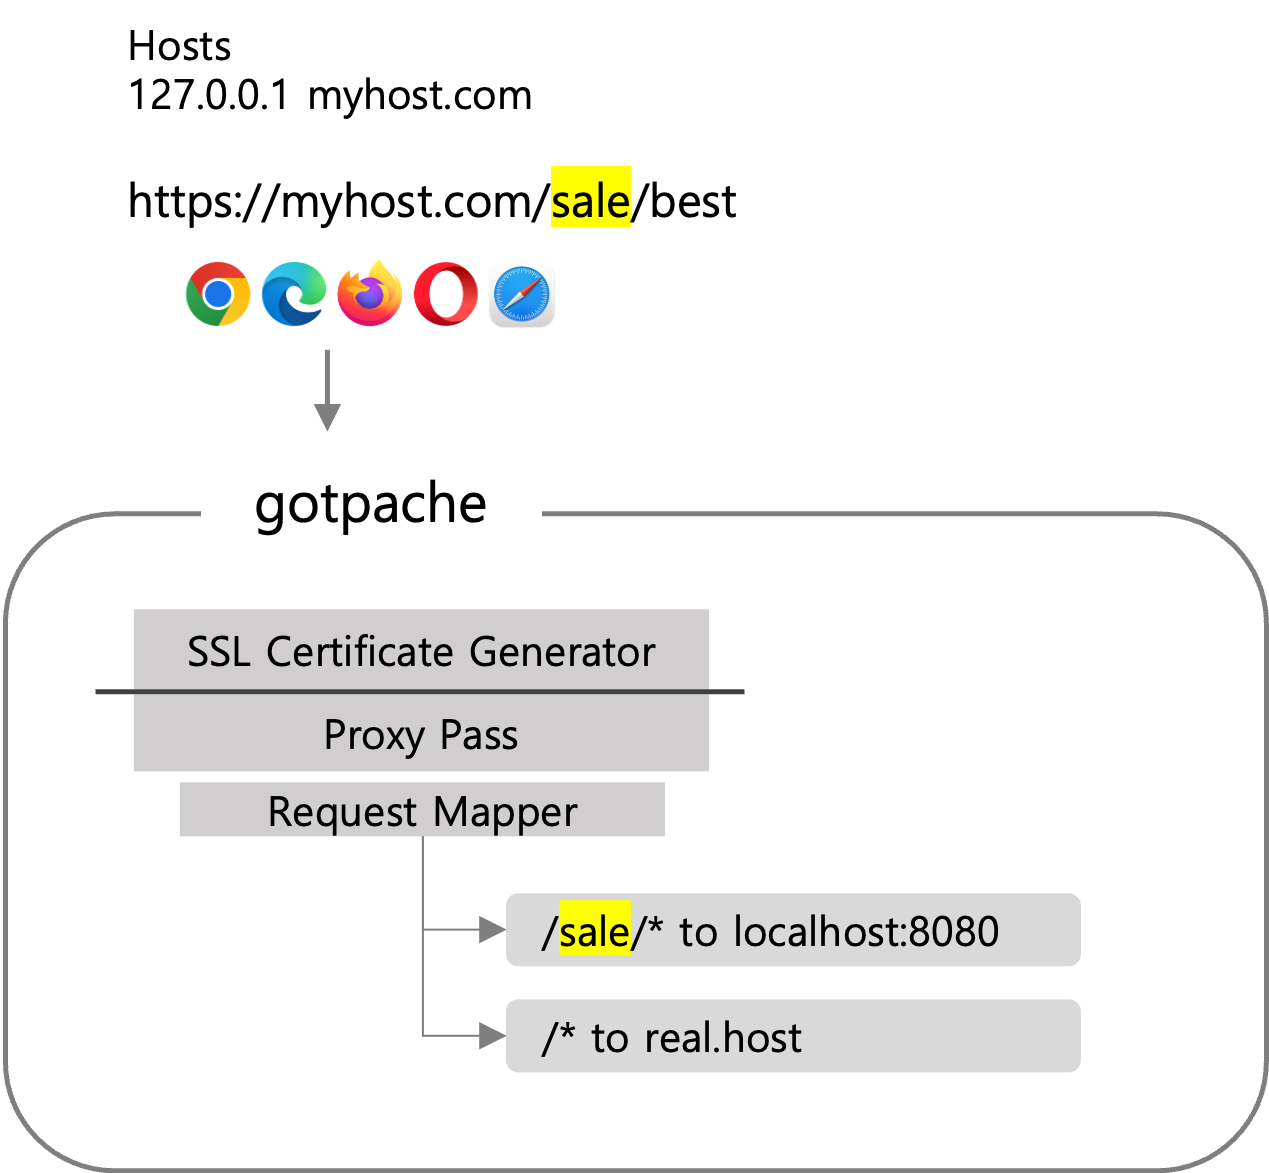 Hosts
127.0.0.1 myhost.com
https://myhost.com/sale/best
gotpache
SSL Certificate Generator
Proxy Pass
Request Mapper
/sale/* to localhost:8080
/* to real.host